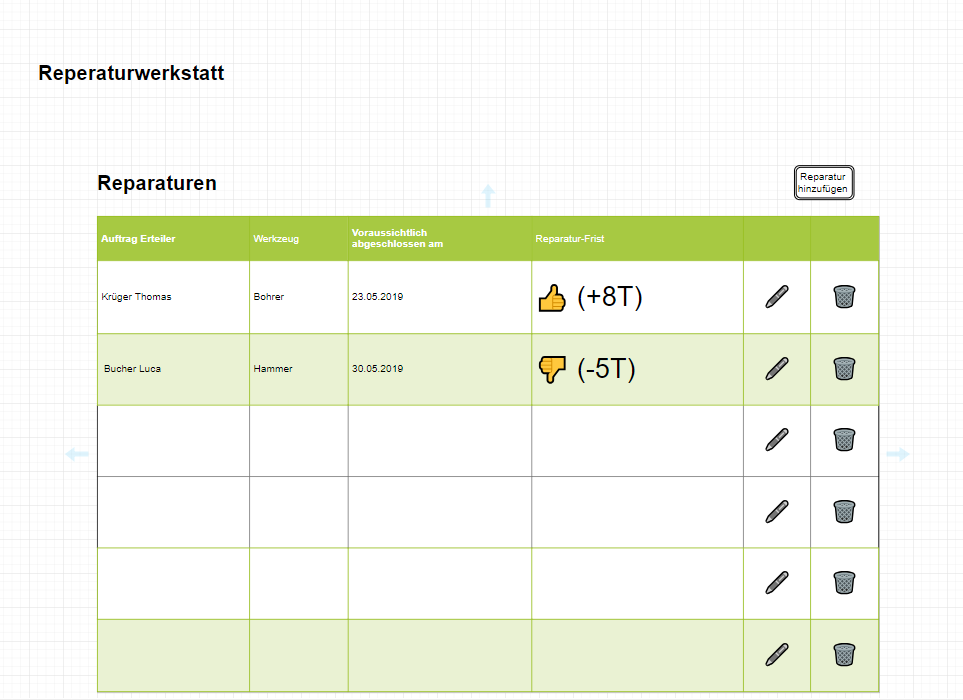 Reperaturwerkstatt
Reparaturen
Reparatur
hinzufügen
Auftrag Erteiler
Werkzeug
Voraussichtlich
abgeschlossen am
Reparatur-Frist
Krüger Thomas
Bohrer
23.05.2019
(+8T)
Bucher Luca
Hammer
30.05.2019
(-5T)